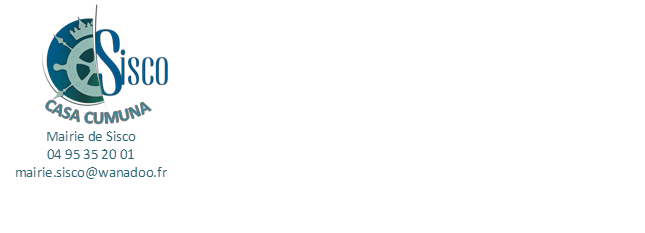 Sisco
CASA CUMUNA
Mairie de Sisco
04 95 35 20 01
mairie.sisco@wanadoo.fr